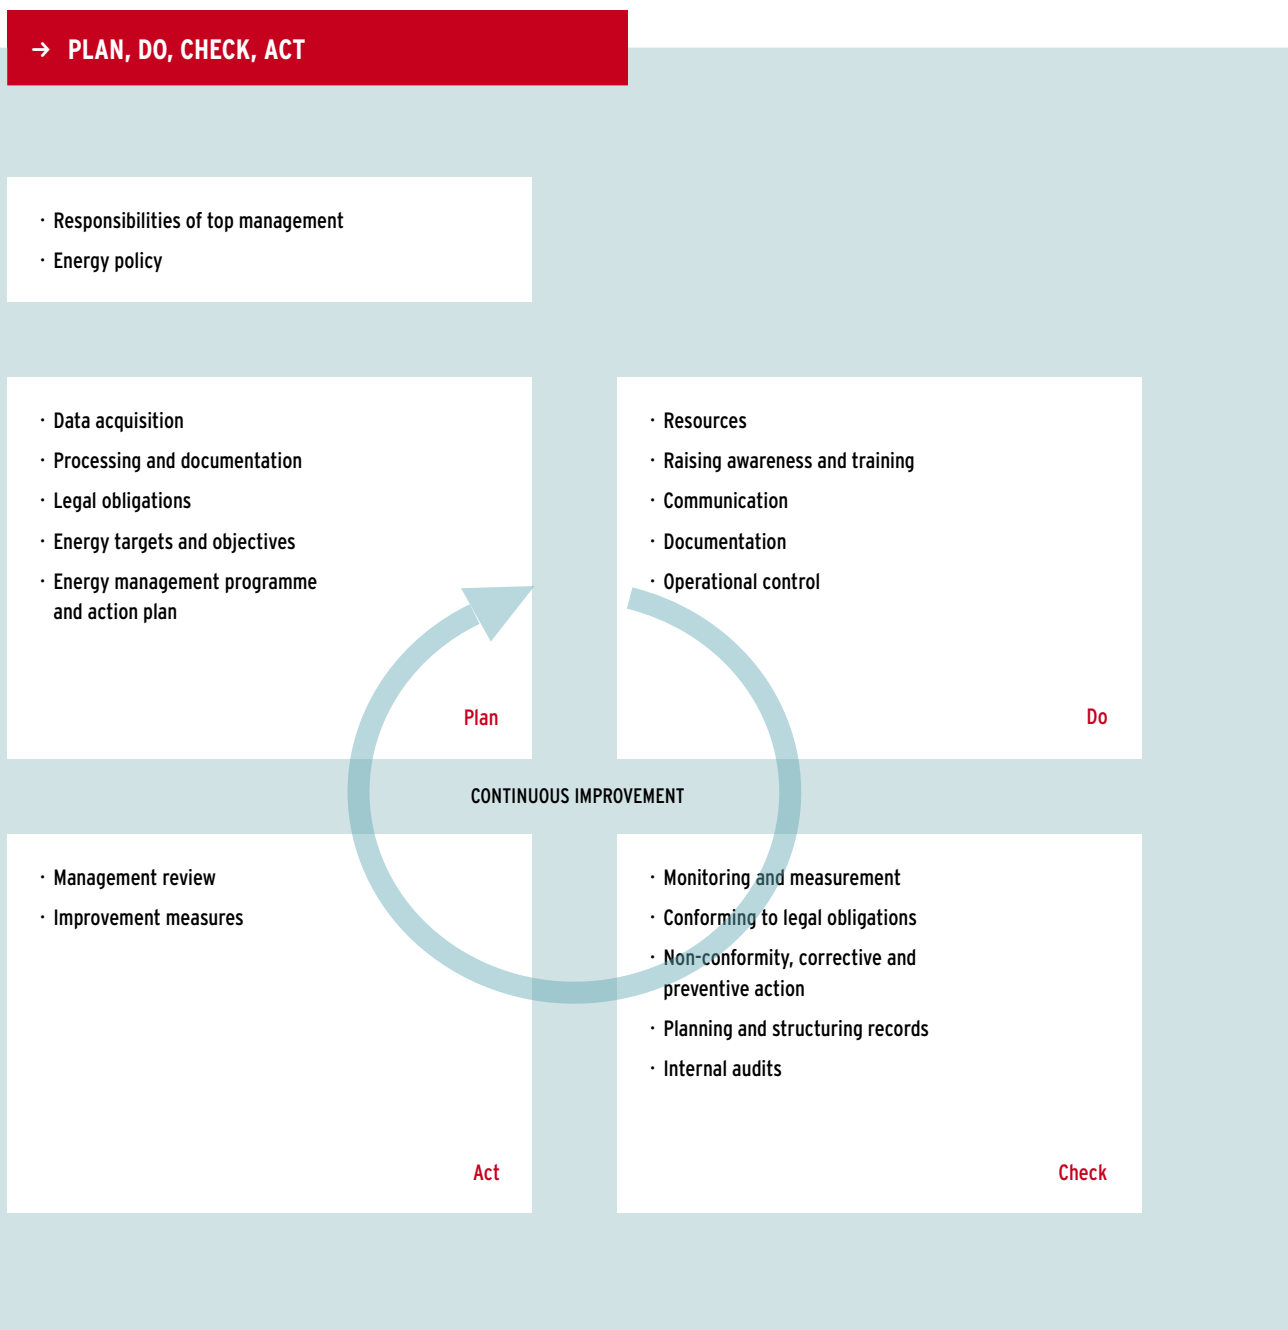 → PLAN, DO, CHECK, ACT
· Responsibilities of top management
· Energy policy
· Data acquisition
· Processing and documentation
· Legal obligations
· Energy targets and objectives
· Energy management programme
and action plan
Plan
· Resources
· Raising awareness and training
· Communication
· Documentation
· Operational control
Do
CONTINUOUS IMPROVEMENT
· Management review
· Improvement measures
Act
· Monitoring and measurement
· Conforming to legal obligations
· Non-conformity, corrective and
preventive action
· Planning and structuring records
· Internal audits
Check